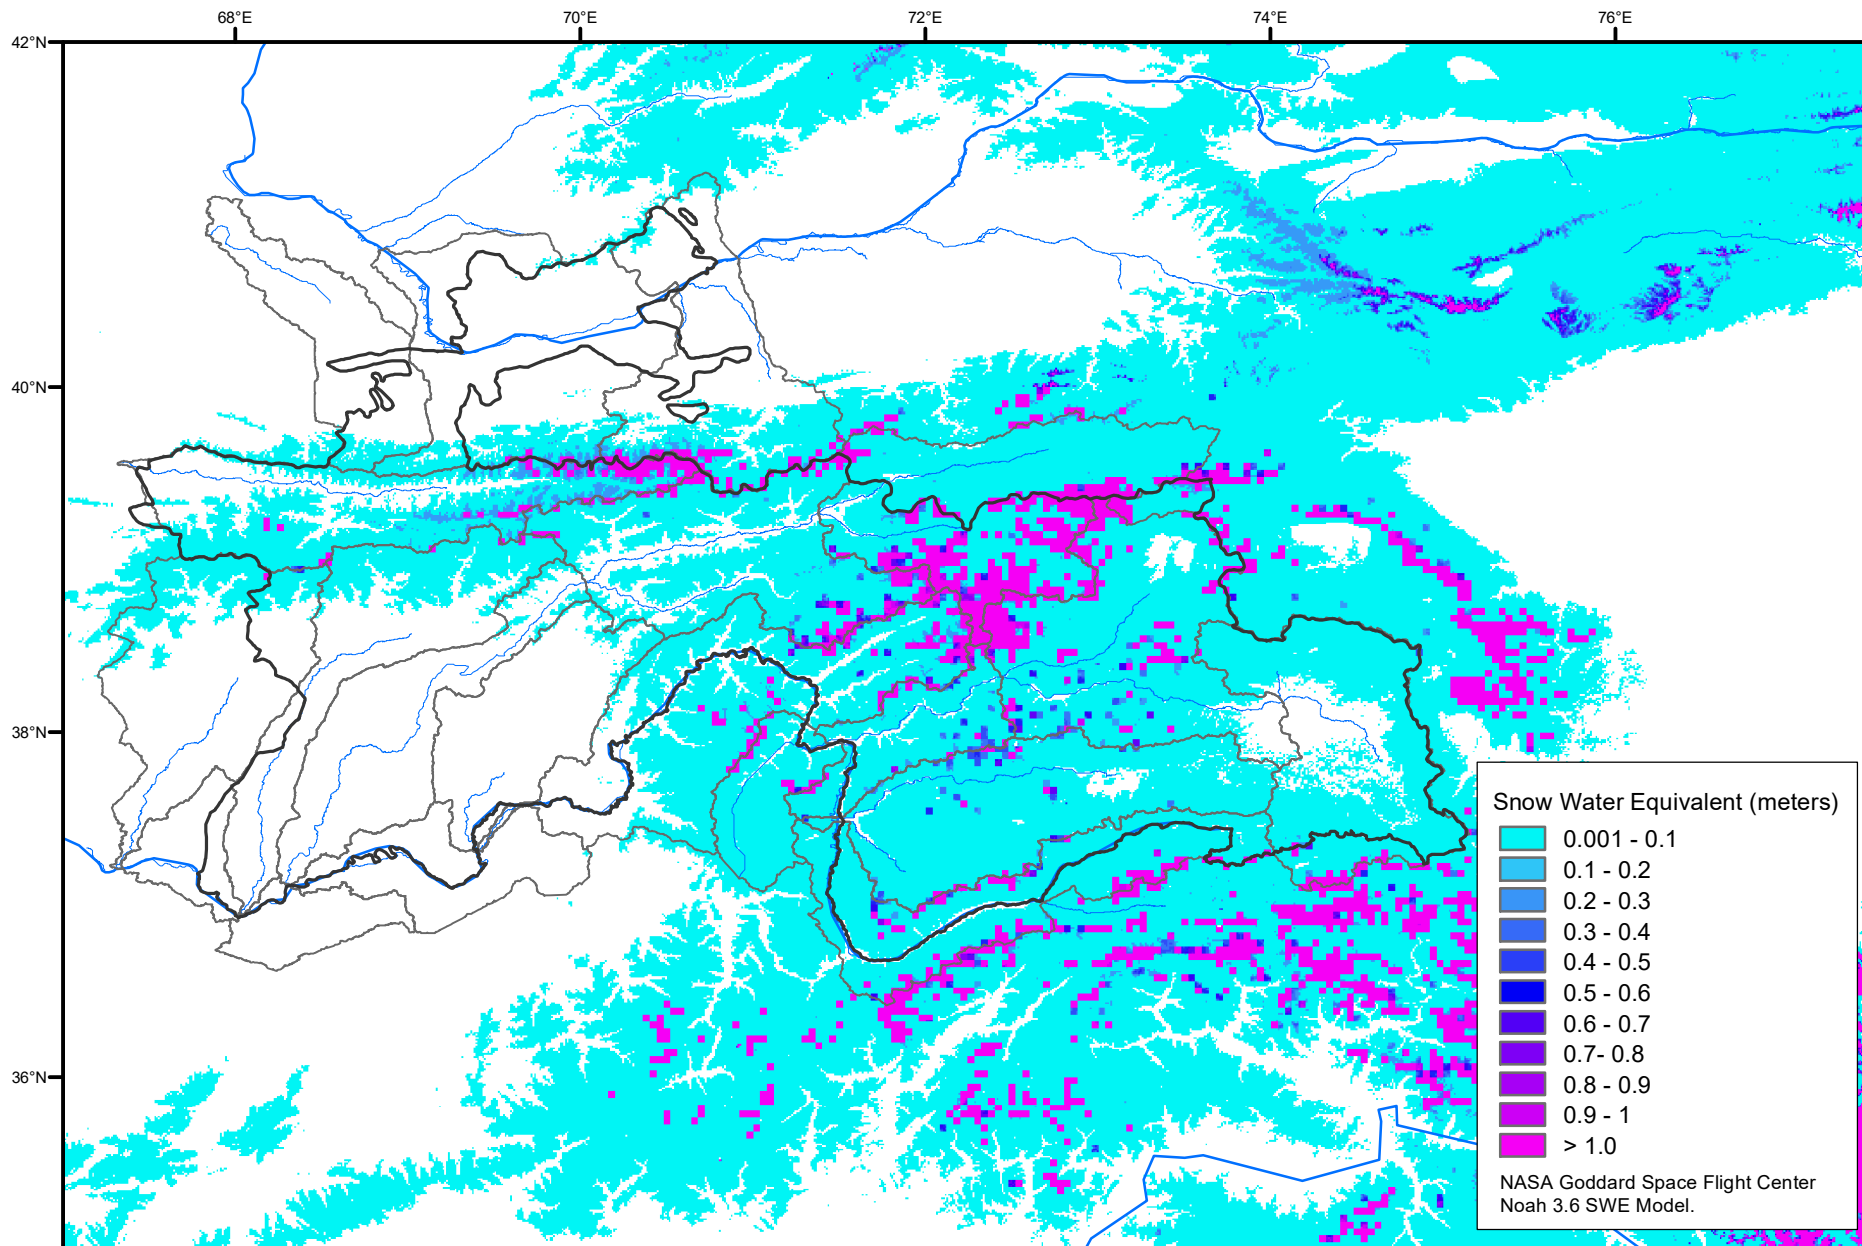 68°E 70°E 72°E 74°E 76°E
42°N
40°N
38°N
36°N
Snow Water Equivalent (meters)
0.001 - 0.1
0.1 - 0.2
0.2 - 0.3
0.3 - 0.4
0.4 - 0.5
0.5 - 0.6
0.6 - 0.7
0.7- 0.8
0.8 - 0.9
0.9 - 1
> 1.0
NASA Goddard Space Flight Center
Noah 3.6 SWE Model.